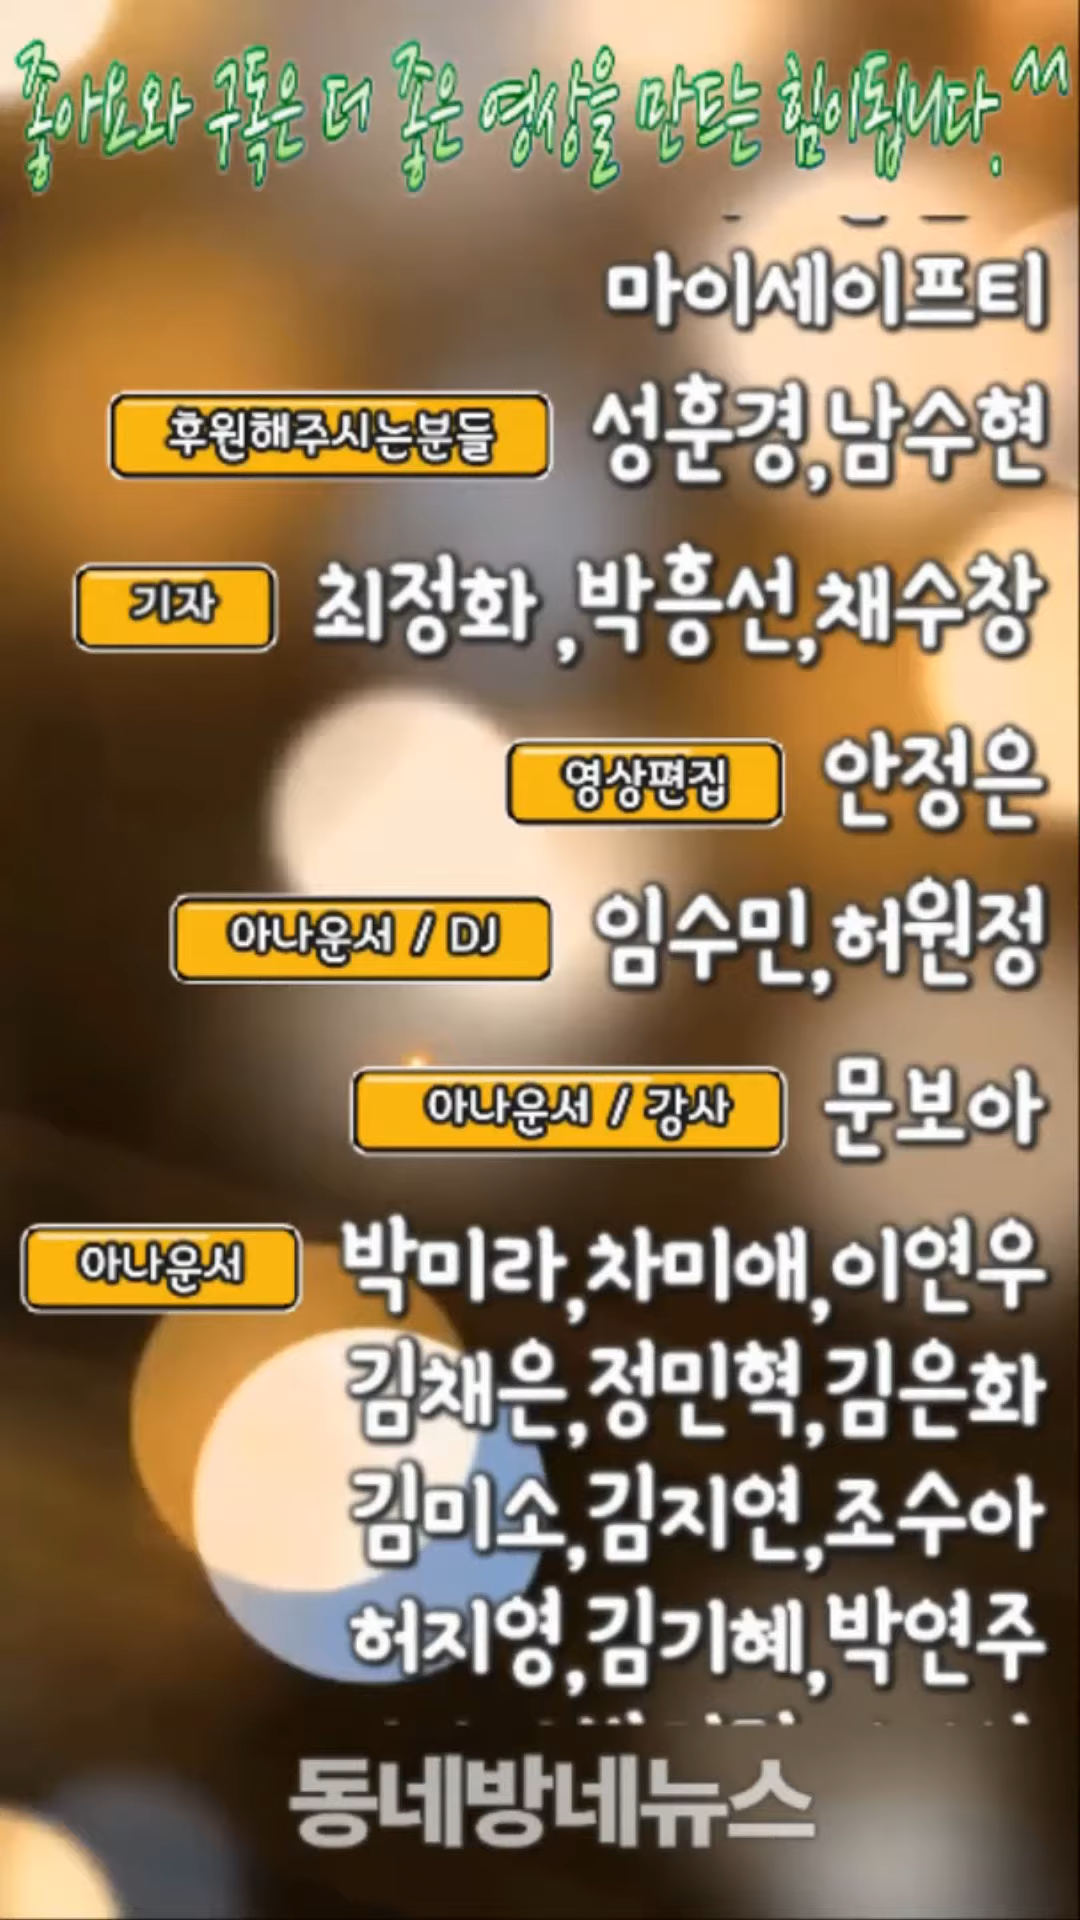 좋아요와 구독은 더 좋은 영상을 만드는 힘이됩니다.^^
마이세이프티
후원해주시는분들 성훈경,남수현
기자 최정화 ,박흥선,채수창
영상편집 안정은
아나운서 / DJ 임수민,허원정
아나운서 / 강사 문보아
아나운서 박미라,차미애,이연우
김채은,정민혁,김은화
김미소,김지연,조수아
허지영,김기혜,박연주
동네방네뉴스